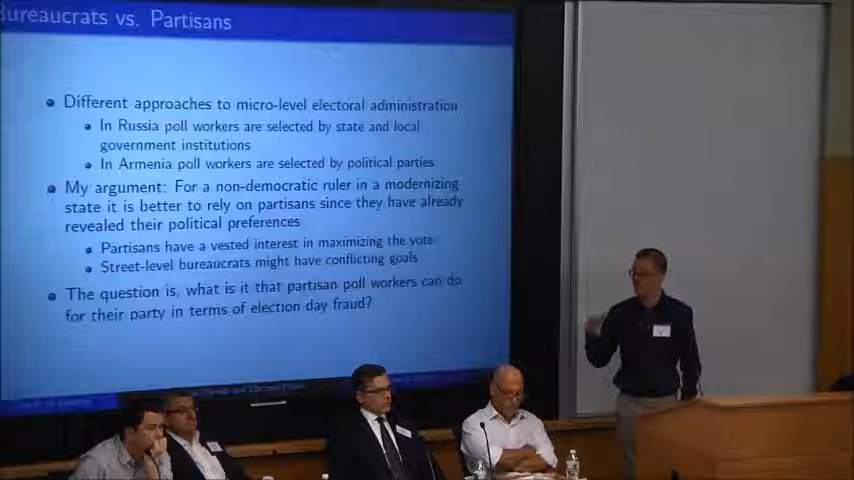 Bureaucrats vs. Partisans
Different approaches to micro-level electoral administration
In Russia poll workers are selected by state and local
government institutions
In Armenia poll workers are selected by political parties
My argument: For a non-democratic ruler in a modernizing
state it is better to rely on partisans since they have already
revealed their political preferences
Partisans have a vested interest in maximizing the vote
Street-level bureaucrats might have conflicting goals
The question is, what is it that partisan poll workers can do
for their party in terms of election day fraud?